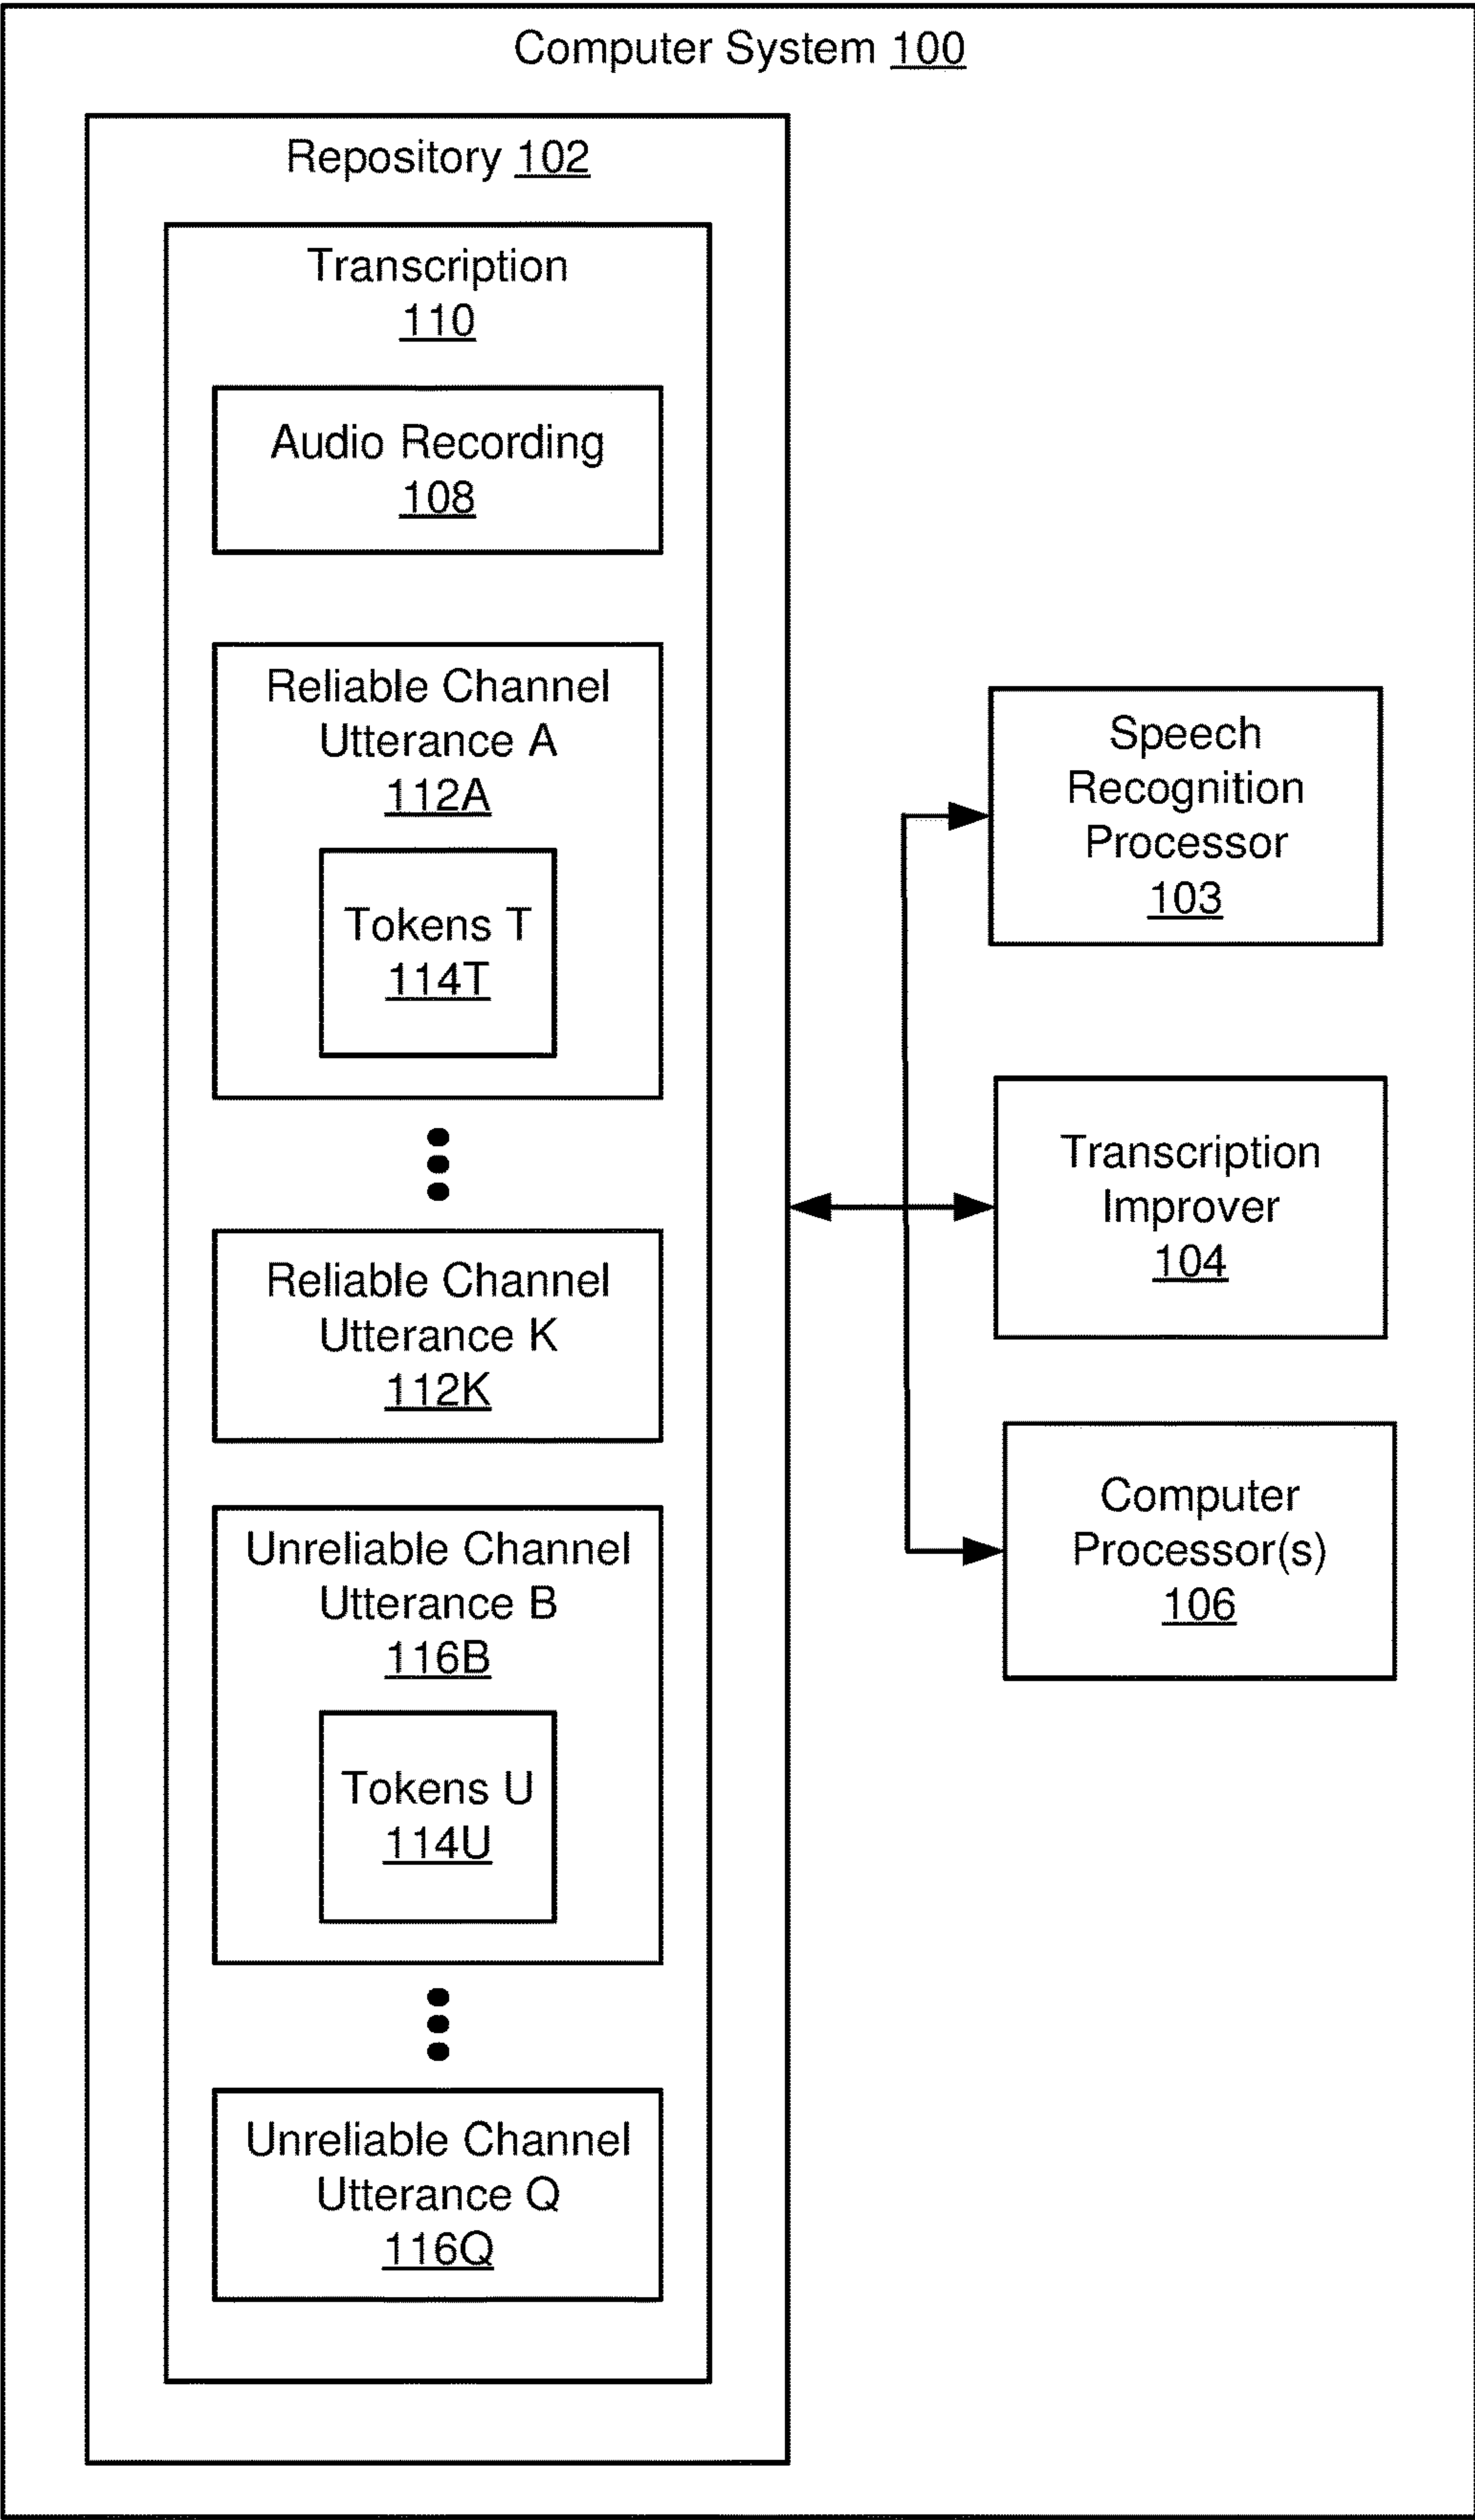 Computer System 100
Repository 102
Transcription
110
Audio Recording
108
Reliable Channel
Utterance A
112A
Tokens T
114T
Reliable Channel
Utterance K
112K
Unreliable Channel
Utterance B
116B
Tokens U
114U
Unreliable Channel
Utterance Q
116Q
Speech
Recognition
Processor
103
Transcription
Improver
104
Computer
Processor(s)
106